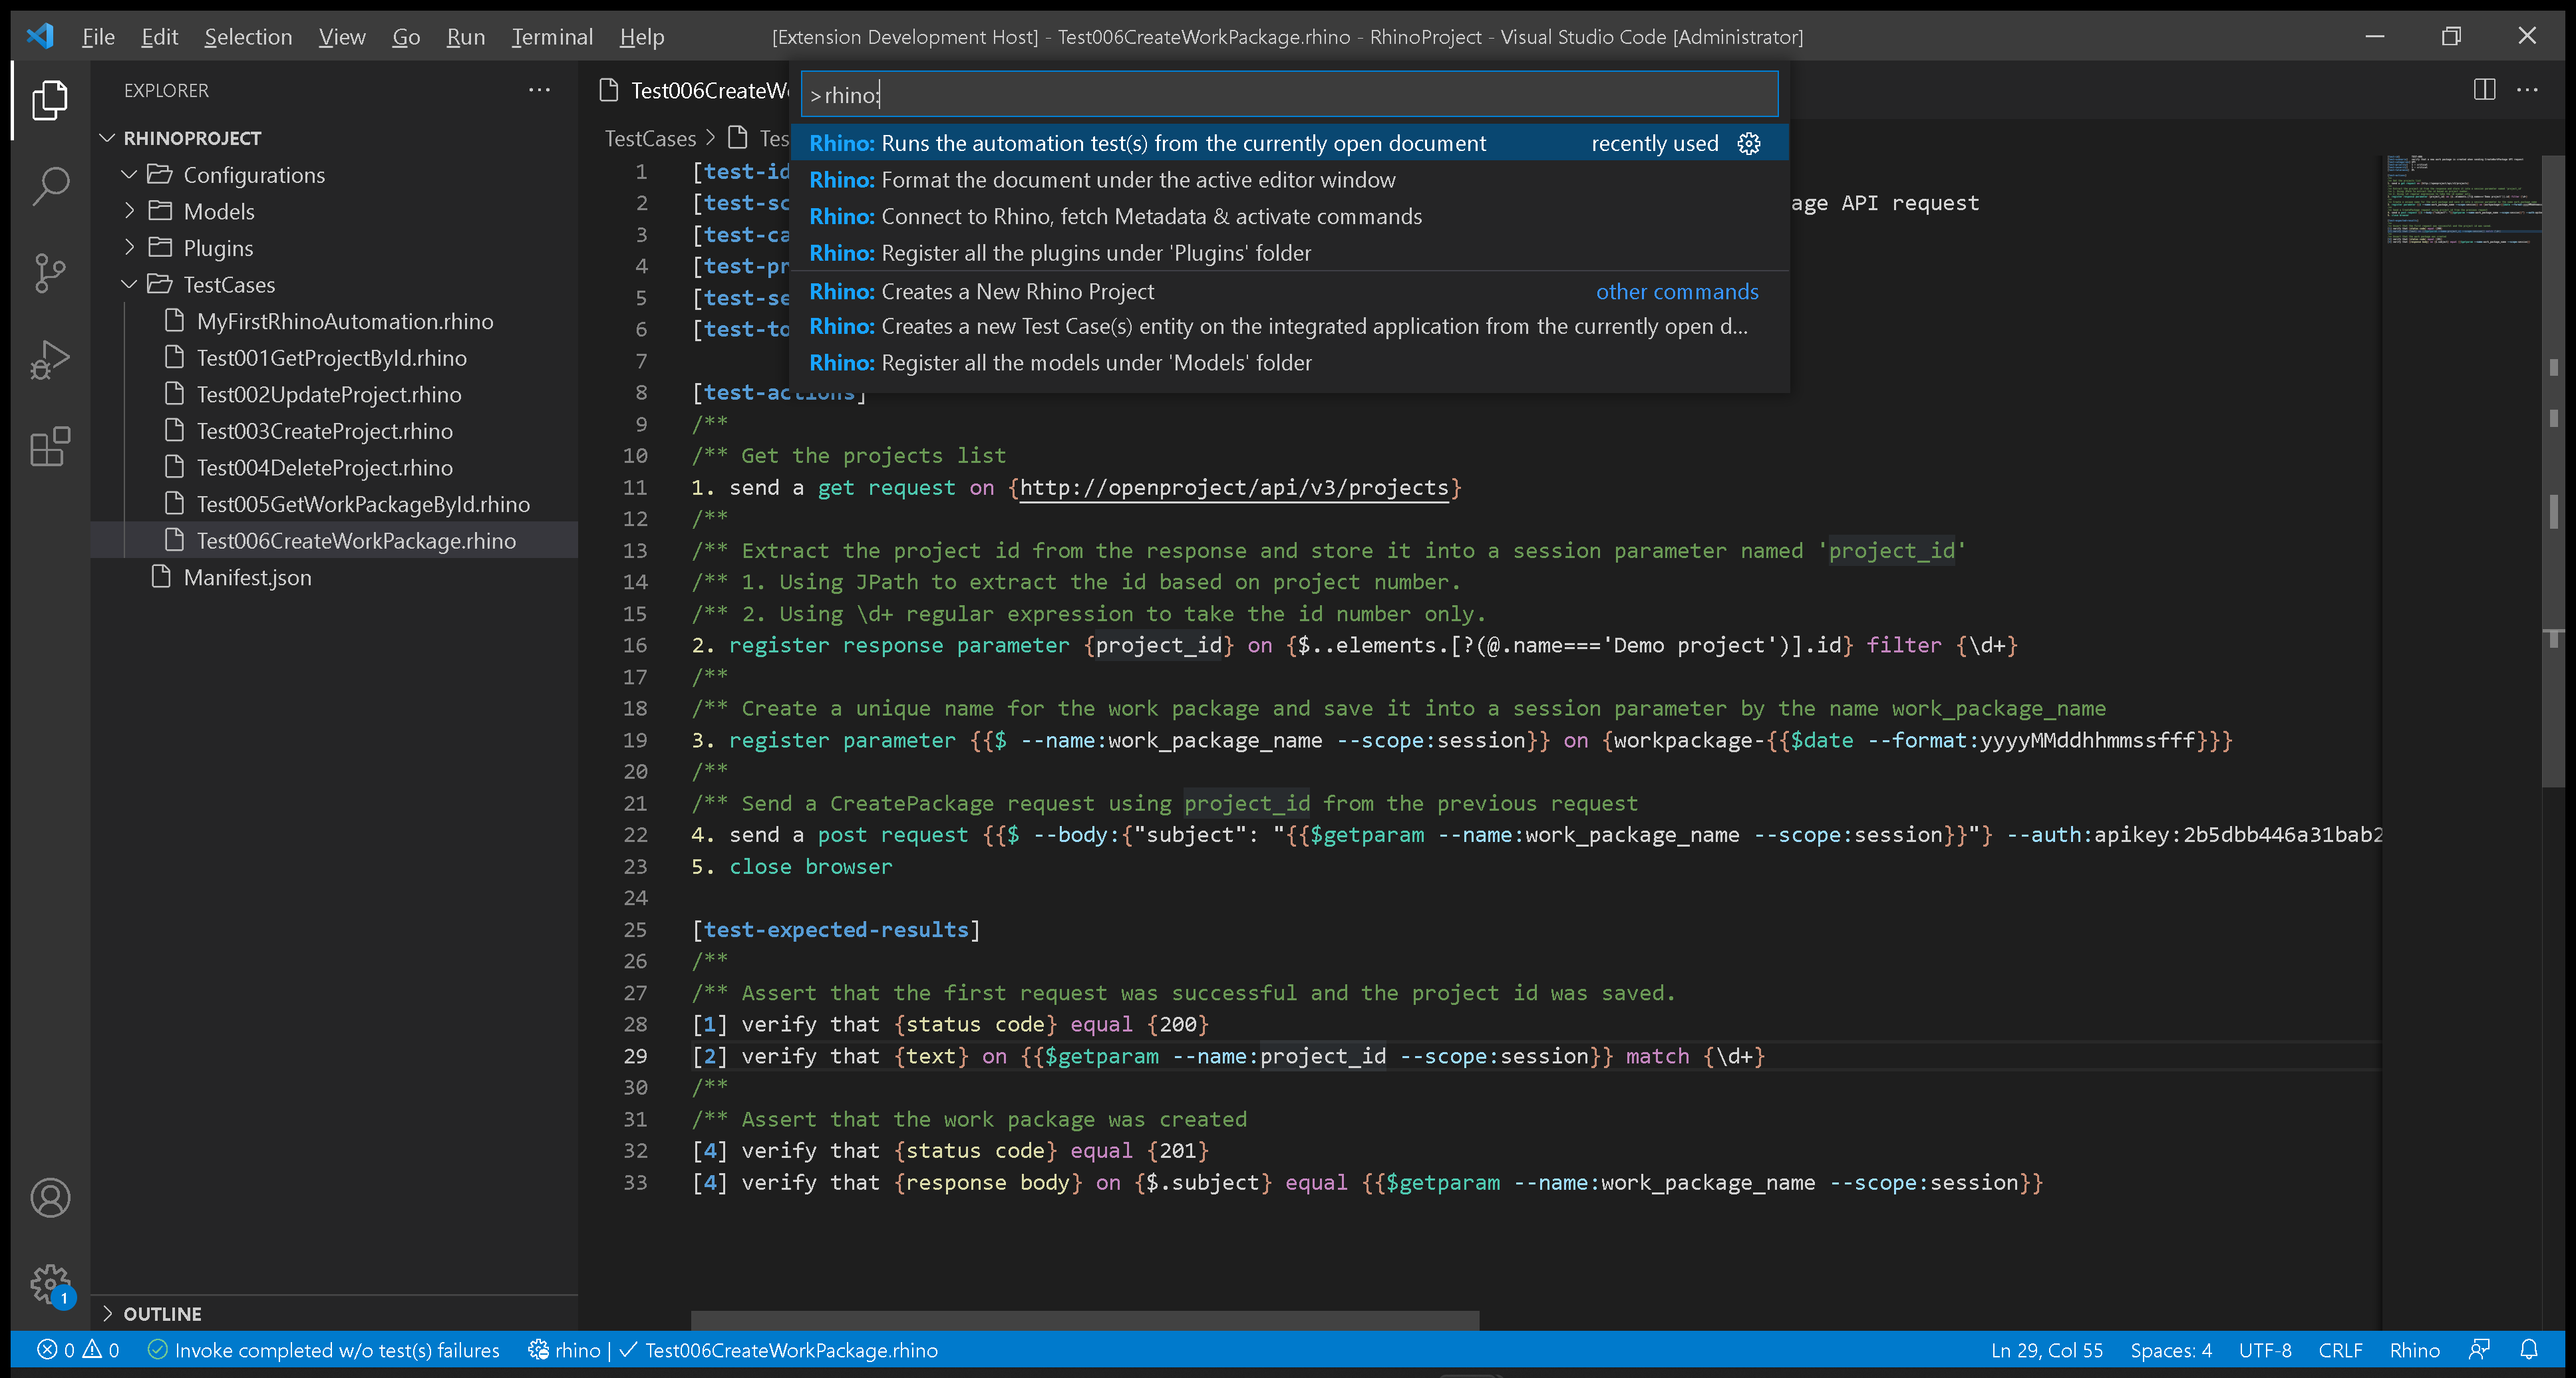 File Edit Selection View Go Run Terminal Help [Extension Development Host] - Test006CreateWorkPackage.rhino - RhinoProject - Visual Studio Code [Administrator]
EXPLORER
RHINOPROJECT
Configurations
Models
Plugins
TestCases
MyFirstRhinoAutomation.rhino
Test001GetProjectById.rhino
Test002UpdateProject.rhino
Test003CreateProject.rhino
Test004DeleteProject.rhino
Test005GetWorkPackageById.rhino
Test006CreateWorkPackage.rhino
Manifest.json
OUTLINE
>rhino:
Rhino: Runs the automation test(s) from the currently open document recently used
Rhino: Format the document under the active editor window
Rhino: Connect to Rhino, fetch Metadata & activate commands
Rhino: Register all the plugins under 'Plugins' folder
Rhino: Creates a New Rhino Project other commands
Rhino: Creates a new Test Case(s) entity on the integrated application from the currently open d...
Rhino: Register all the models under 'Models' folder
Test006CreateW
TestCases > Tes
1 [test-id
2 [test-sc age API request
3 [test-ca
4 [test-pr
5 [test-se
6 [test-to
7
8 [test-actions]
9 /**
10 /** Get the projects list
11 1. send a get request on {http://openproject/api/v3/projects}
12 /**
13 /** Extract the project id from the response and store it into a session parameter named 'project_id'
14 /** 1. Using JPath to extract the id based on project number.
15 /** 2. Using \d+ regular expression to take the id number only.
16 2. register response parameter {project_id} on {$..elements.[?(@.name==='Demo project')].id} filter {\d+}
17 /**
18 /** Create a unique name for the work package and save it into a session parameter by the name work_package_name
19 3. register parameter {{$ --name:work_package_name --scope:session}} on {workpackage-{{$date --format:yyyyMMddhhmmssfff}}}
20 /**
21 /** Send a CreatePackage request using project_id from the previous request
22 4. send a post request {{$ --body:{"subject": "{{$getparam --name:work_package_name --scope:session}}"} --auth:apikey:2b5dbb446a31bab2
23 5. close browser
24
25 [test-expected-results]
26 /**
27 /** Assert that the first request was successful and the project id was saved.
28 [1] verify that {status code} equal {200}
29 [2] verify that {text} on {{$getparam --name:project_id --scope:session}} match {\d+}
30 /**
31 /** Assert that the work package was created
32 [4] verify that {status code} equal {201}
33 [4] verify that {response body} on {$.subject} equal {{$getparam --name:work_package_name --scope:session}}
1
0 0 Invoke completed w/o test(s) failures rhino | ✓ Test006CreateWorkPackage.rhino Ln 29, Col 55 Spaces: 4 UTF-8 CRLF Rhino